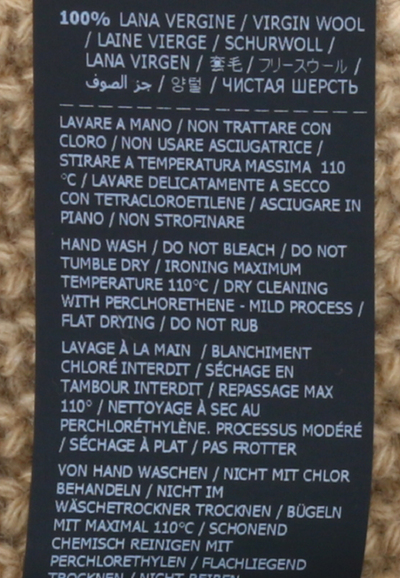 100% LANA VERGINE / VIRGIN WOOL
/ LAINE VIERGE / SCHURWOLL /
LANA VIRGEN / 毛 / フリースウール /
جز الصوف / 양털 / ЧИСТАЯ ШЕРСТЬ
LAVARE A MANO / NON TRATTARE CON
CLORO / NON USARE ASCIUGATRICE /
STIRARE A TEMPERATURA MASSIMA 110
°C / LAVARE DELICATAMENTE A SECCO
CON TETRACLOROETILENE / ASCIUGARE IN
PIANO / NON STROFINARE
HAND WASH / DO NOT BLEACH / DO NOT
TUMBLE DRY / IRONING MAXIMUM
TEMPERATURE 110°C / DRY CLEANING
WITH PERCLHORETHENE - MILD PROCESS /
FLAT DRYING / DO NOT RUB
LAVAGE À LA MAIN / BLANCHIMENT
CHLORÉ INTERDIT / SÉCHAGE EN
TAMBOUR INTERDIT / REPASSAGE MAX
110° / NETTOYAGE À SEC AU
PERCHLORÉTHYLÈNE. PROCESSUS MODÉRÉ
/ SÉCHAGE À PLAT / PAS FROTTER
VON HAND WASCHEN / NICHT MIT CHLOR
BEHANDELN / NICHT IM
WÄSCHETROCKNER TROCKNEN / BÜGELN
MIT MAXIMAL 110°C / SCHONEND
CHEMISCH REINIGEN MIT
PERCHLORETHYLEN / FLACHLIEGEND
TROCKNEN / NICHT REIBEN